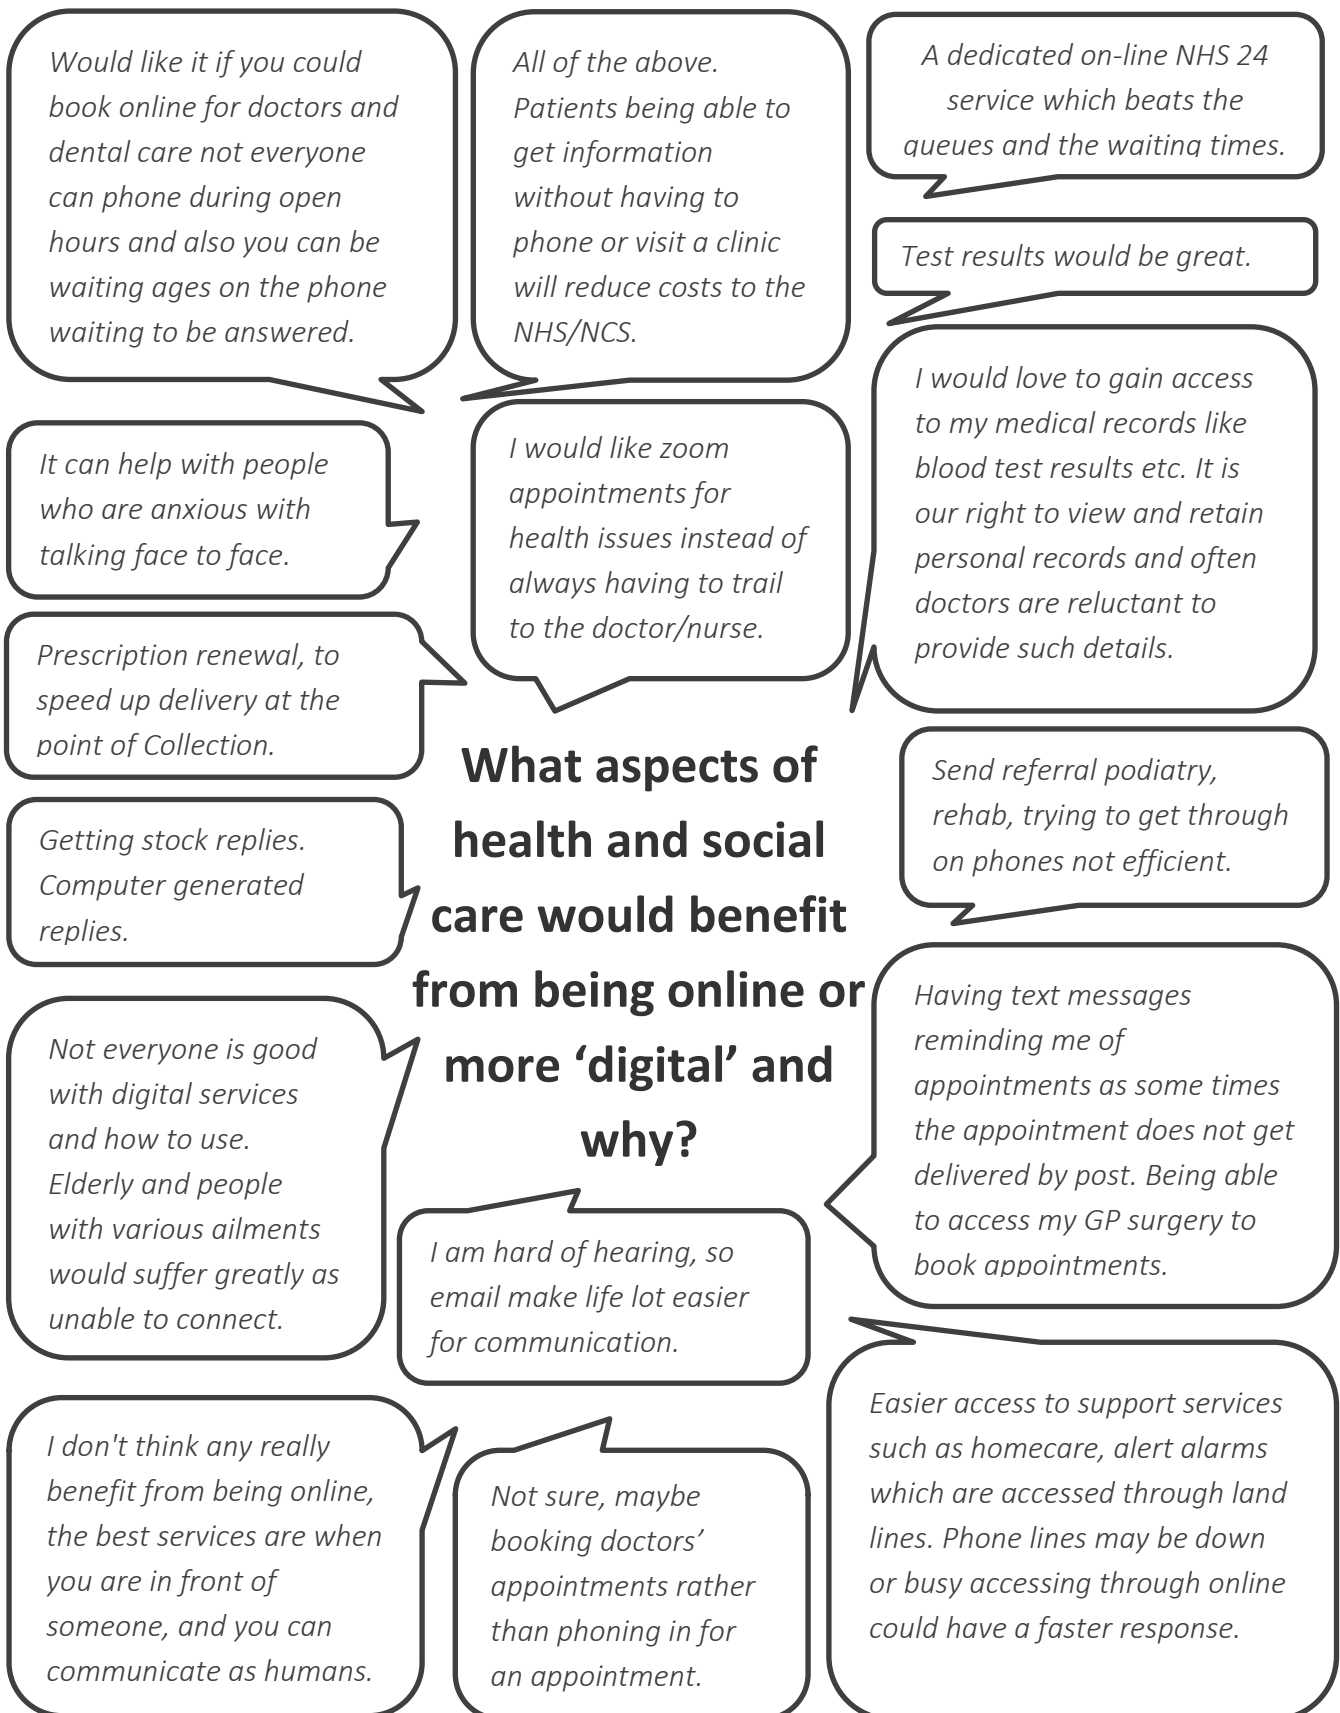 Would like it if you could
book online for doctors and
dental care not everyone
can phone during open
hours and also you can be
waiting ages on the phone
waiting to be answered.
All of the above.
Patients being able to
get information
without having to
phone or visit a clinic
will reduce costs to the
NHS/NCS.
A dedicated on-line NHS 24
service which beats the
queues and the waiting times.
Test results would be great.
I would love to gain access
to my medical records like
blood test results etc. It is
our right to view and retain
personal records and often
doctors are reluctant to
provide such details.
It can help with people
who are anxious with
talking face to face.
I would like zoom
appointments for
health issues instead of
always having to trail
to the doctor/nurse.
Prescription renewal, to
speed up delivery at the
point of Collection.
What aspects of
health and social
care would benefit
from being online or
more ‘digital’ and
why?
Send referral podiatry,
rehab, trying to get through
on phones not efficient.
Getting stock replies.
Computer generated
replies.
Having text messages
reminding me of
appointments as some times
the appointment does not get
delivered by post. Being able
to access my GP surgery to
book appointments.
Not everyone is good
with digital services
and how to use.
Elderly and people
with various ailments
would suffer greatly as
unable to connect.
I am hard of hearing, so
email make life lot easier
for communication.
Easier access to support services
such as homecare, alert alarms
which are accessed through land
lines. Phone lines may be down
or busy accessing through online
could have a faster response.
I don't think any really
benefit from being online,
the best services are when
you are in front of
someone, and you can
communicate as humans.
Not sure, maybe
booking doctors’
appointments rather
than phoning in for
an appointment.